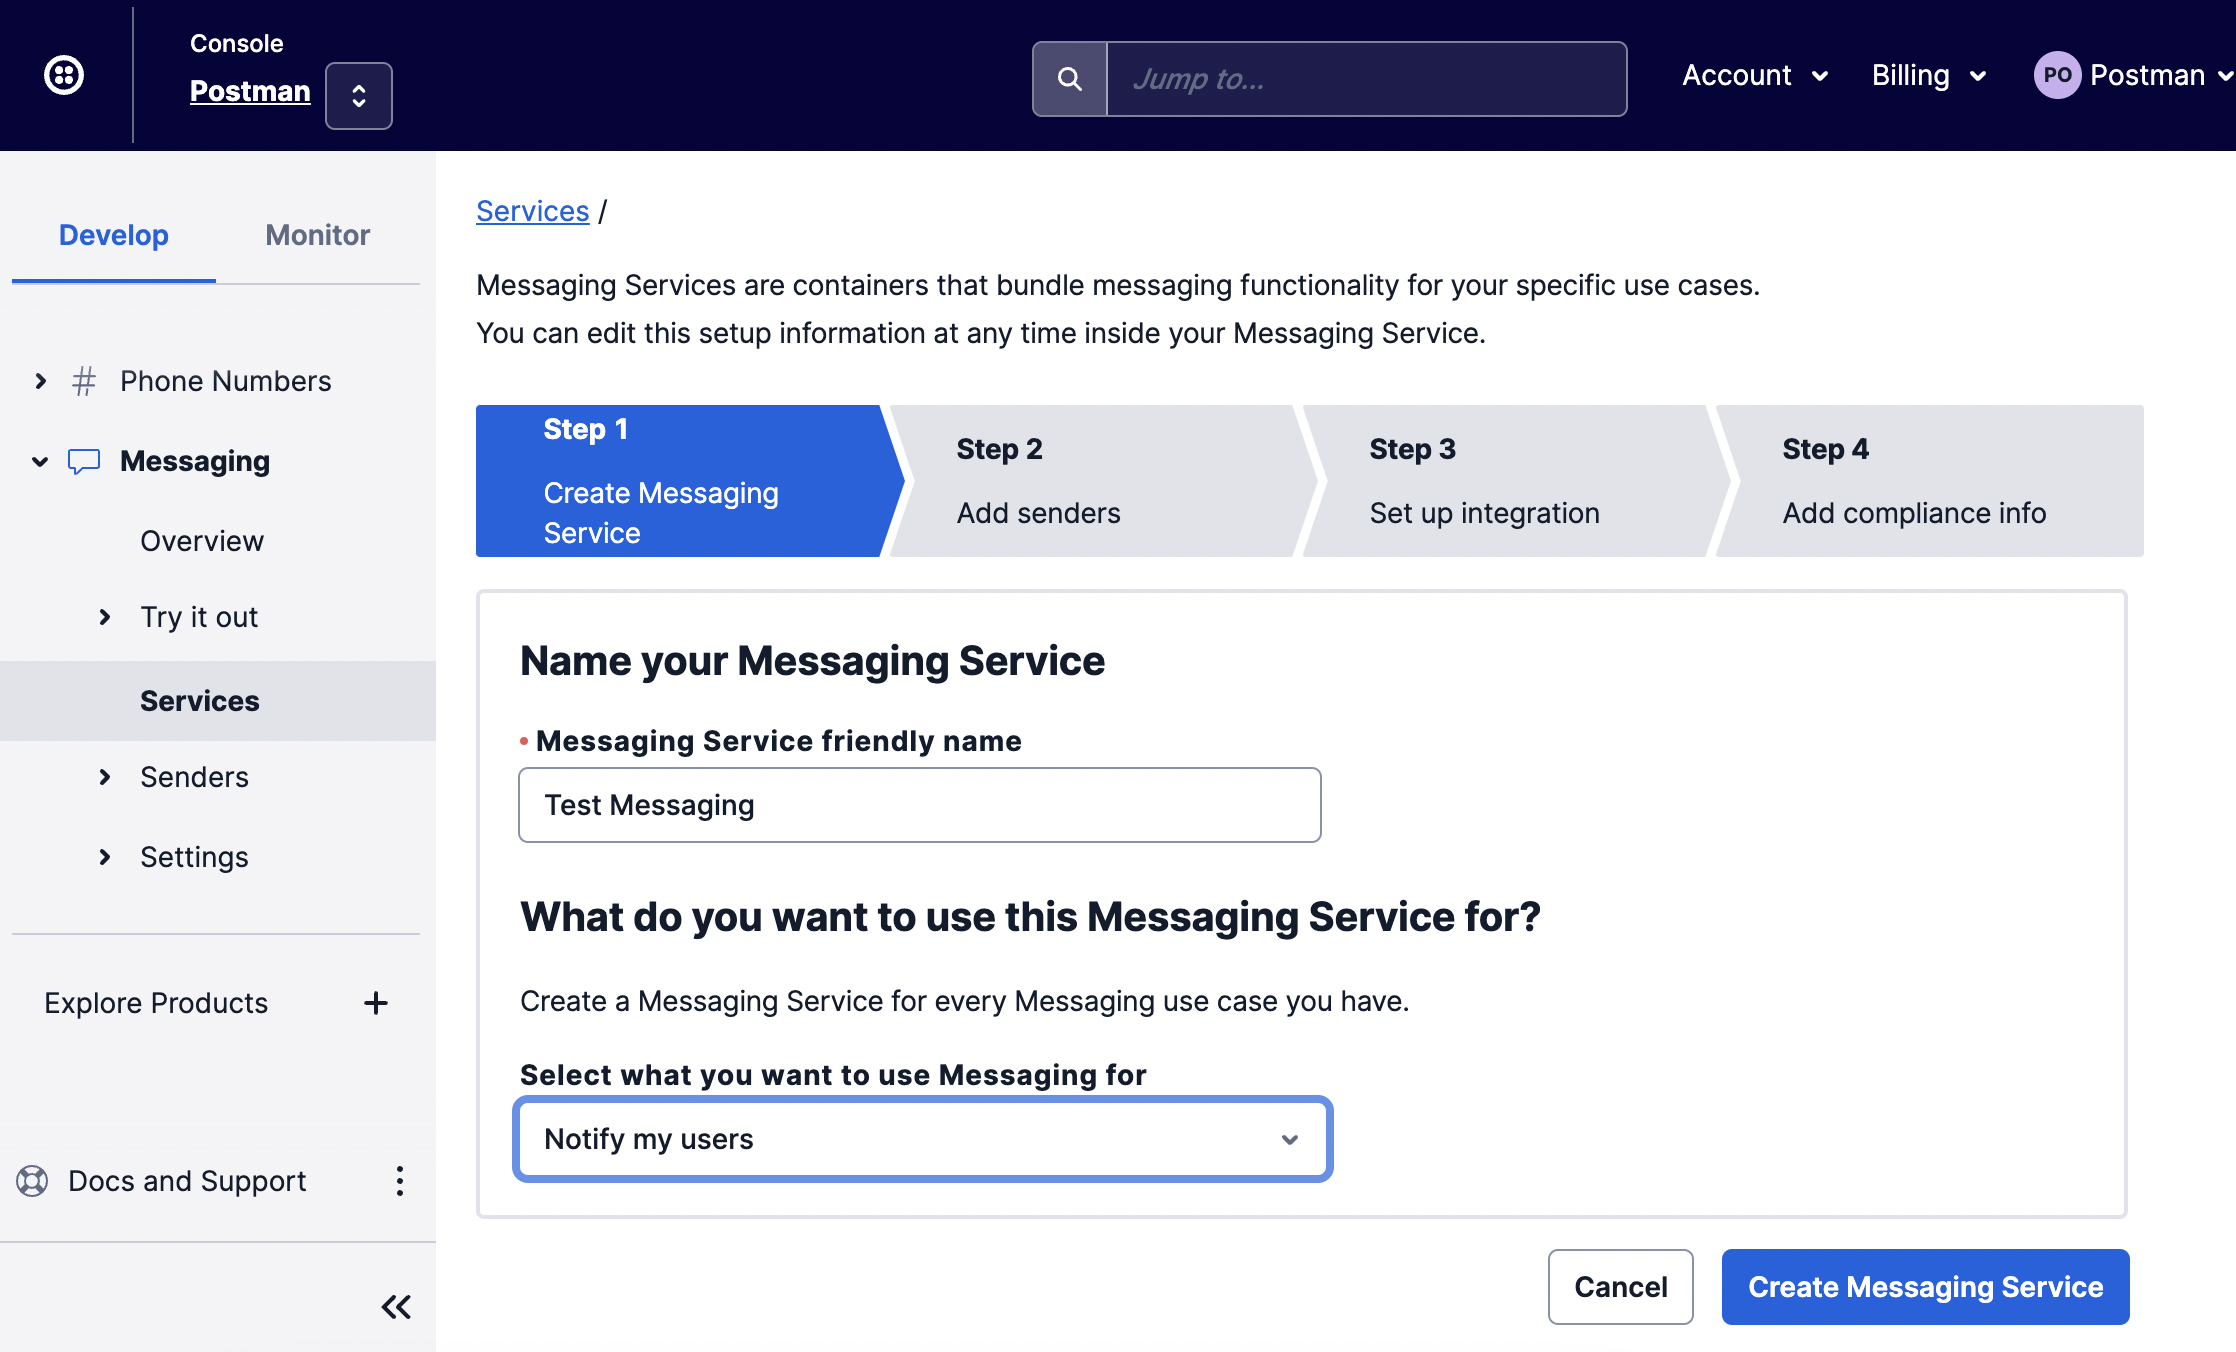 Console
Postman
Jump to...
Account
Billing
PO Postman
Develop
Monitor
Phone Numbers
Messaging
Overview
Try it out
Services
Senders
Settings
Explore Products
Docs and Support
Services /
Messaging Services are containers that bundle messaging functionality for your specific use cases.
You can edit this setup information at any time inside your Messaging Service.
Step 1
Create Messaging
Service
Step 2
Add senders
Step 3
Set up integration
Step 4
Add compliance info
Name your Messaging Service
Messaging Service friendly name
Test Messaging
What do you want to use this Messaging Service for?
Create a Messaging Service for every Messaging use case you have.
Select what you want to use Messaging for
Notify my users
Cancel
Create Messaging Service